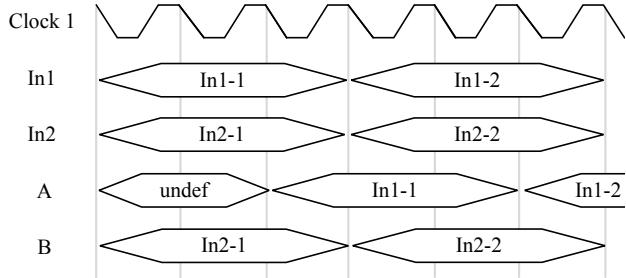 Clock 1
In1 In1-1 In1-2
In2 In2-1 In2-2
A undef In1-1 In1-2
B In2-1 In2-2